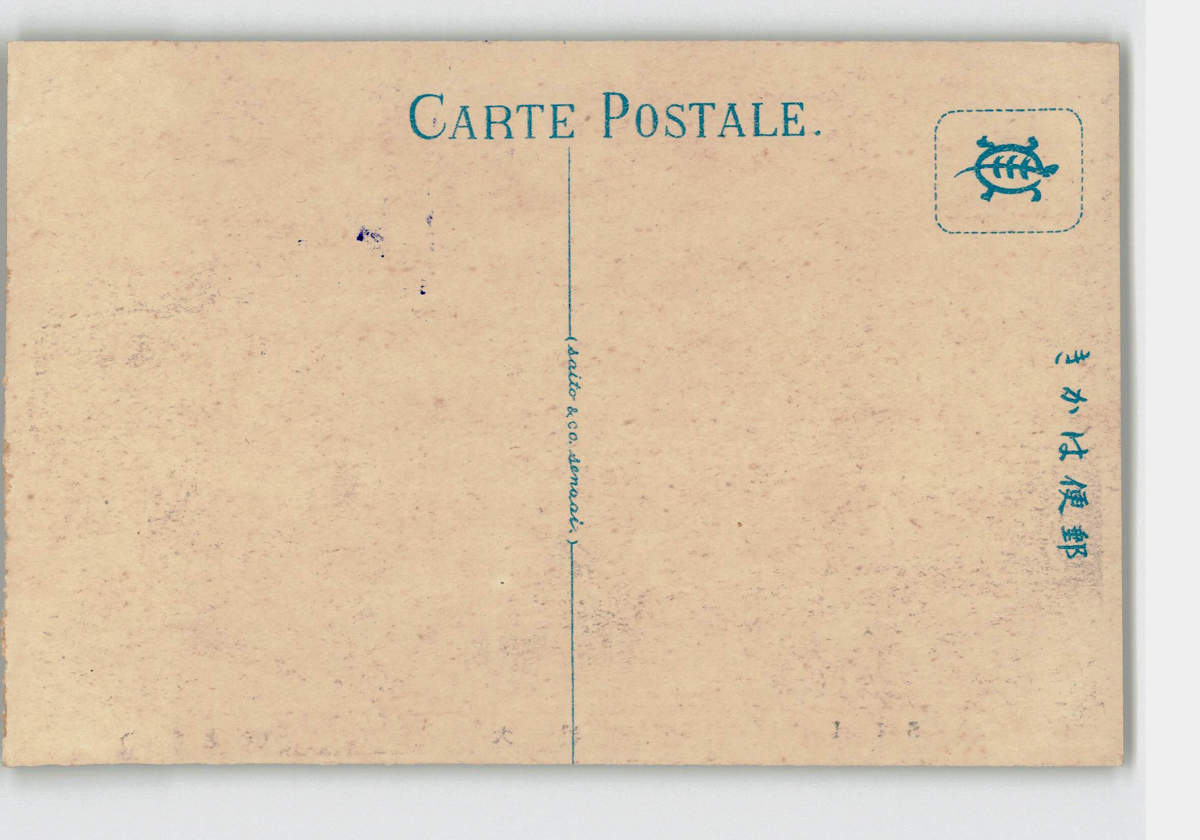 CARTE POSTALE.
(saito & co. sendai.)
郵便はかき